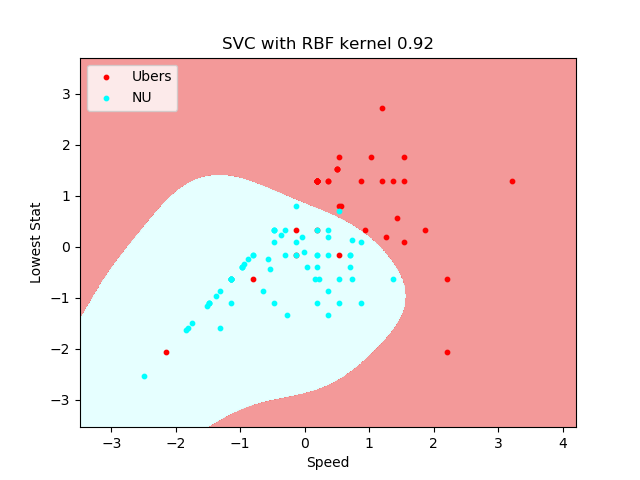 SVC with RBF kernel 0.92
Ubers
NU
Lowest Stat
3
2
1
0
−1
−2
−3
−3 −2 −1 0 1 2 3 4
Speed